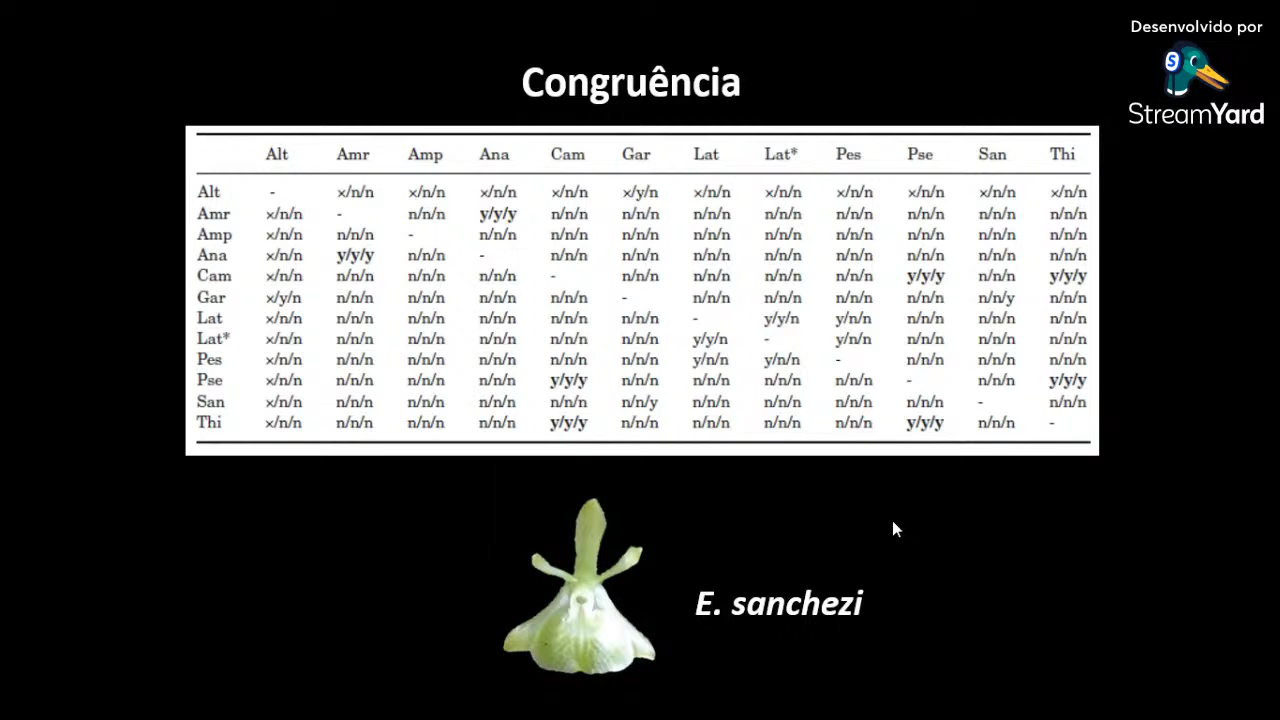 Desenvolvido por
S
StreamYard
Congruência
Alt Amr Amp Ana Cam Gar Lat Lat* Pes Pse San Thi
Alt - ×/n/n ×/n/n ×/n/n ×/n/n ×/y/n ×/n/n ×/n/n ×/n/n ×/n/n ×/n/n ×/n/n
Amr ×/n/n - n/n/n y/y/y n/n/n n/n/n n/n/n n/n/n n/n/n n/n/n n/n/n n/n/n
Amp ×/n/n n/n/n - n/n/n n/n/n n/n/n n/n/n n/n/n n/n/n n/n/n n/n/n n/n/n
Ana ×/n/n y/y/y n/n/n - n/n/n n/n/n n/n/n n/n/n n/n/n n/n/n n/n/n n/n/n
Cam ×/n/n n/n/n n/n/n n/n/n - n/n/n n/n/n n/n/n n/n/n y/y/y n/n/n y/y/y
Gar ×/y/n n/n/n n/n/n n/n/n n/n/n - n/n/n n/n/n n/n/n n/n/n n/n/y n/n/n
Lat ×/n/n n/n/n n/n/n n/n/n n/n/n n/n/n - y/y/n y/n/n n/n/n n/n/n n/n/n
Lat* ×/n/n n/n/n n/n/n n/n/n n/n/n n/n/n y/y/n - y/n/n n/n/n n/n/n n/n/n
Pes ×/n/n n/n/n n/n/n n/n/n n/n/n n/n/n y/n/n y/n/n - n/n/n n/n/n n/n/n
Pse ×/n/n n/n/n n/n/n n/n/n y/y/y n/n/n n/n/n n/n/n n/n/n - n/n/n y/y/y
San ×/n/n n/n/n n/n/n n/n/n n/n/n n/n/y n/n/n n/n/n n/n/n n/n/n - n/n/n
Thi ×/n/n n/n/n n/n/n n/n/n y/y/y n/n/n n/n/n n/n/n n/n/n y/y/y n/n/n -
E. sanchezi